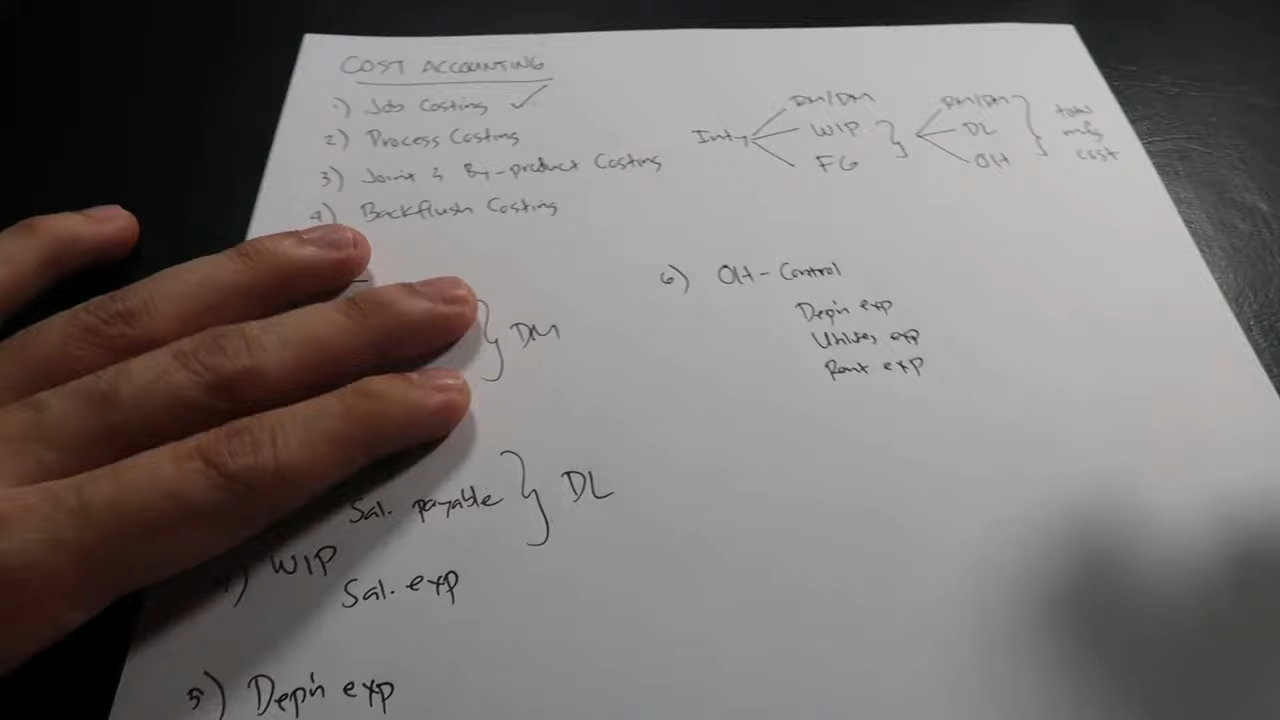 COST ACCOUNTING
1) Job Costing ✓
2) Process Costing
3) Joint & By-product Costing
4) Backflush Costing
DM/DM
Inty WIP
FG
DM/DM
DL
OH
total
mfg
cost
} DM
Sal. payable } DL
4) WIP
Sal. exp
5) Dep'n exp
6) OH - Control
Dep'n exp
Utilities exp
Rent exp